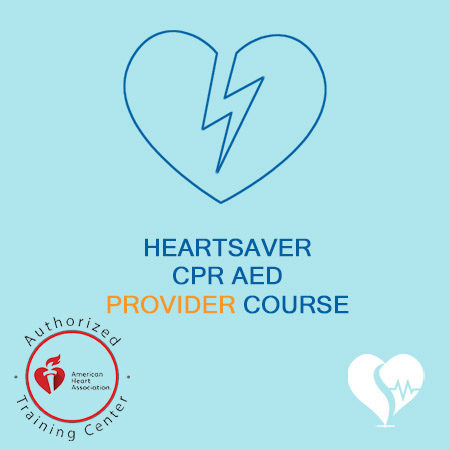 HEARTSAVER
CPR AED
PROVIDER COURSE
Authorized
American
Heart
Association.
Training Center